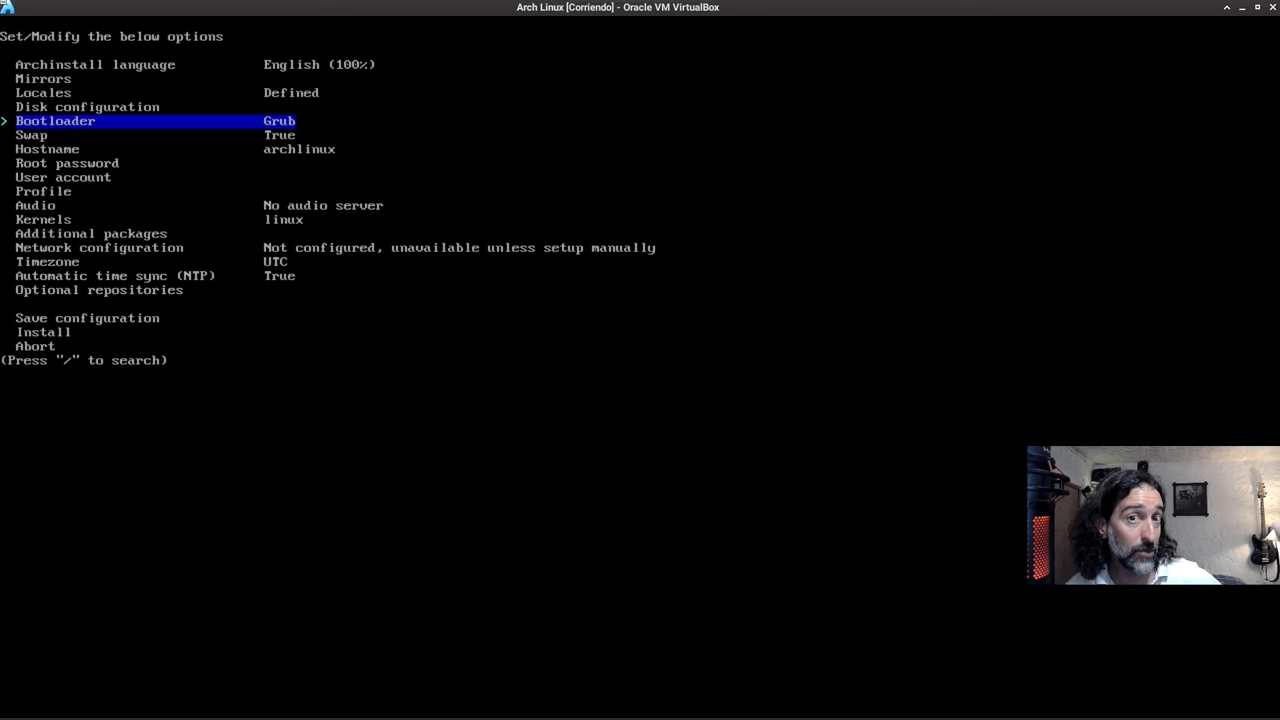 Arch Linux [Corriendo] - Oracle VM VirtualBox
Set/Modify the below options
Archinstall language English (100%)
Mirrors
Locales Defined
Disk configuration
> Bootloader Grub
Swap True
Hostname archlinux
Root password
User account
Profile
Audio No audio server
Kernels linux
Additional packages
Network configuration Not configured, unavailable unless setup manually
Timezone UTC
Automatic time sync (NTP) True
Optional repositories
Save configuration
Install
Abort
(Press "/" to search)